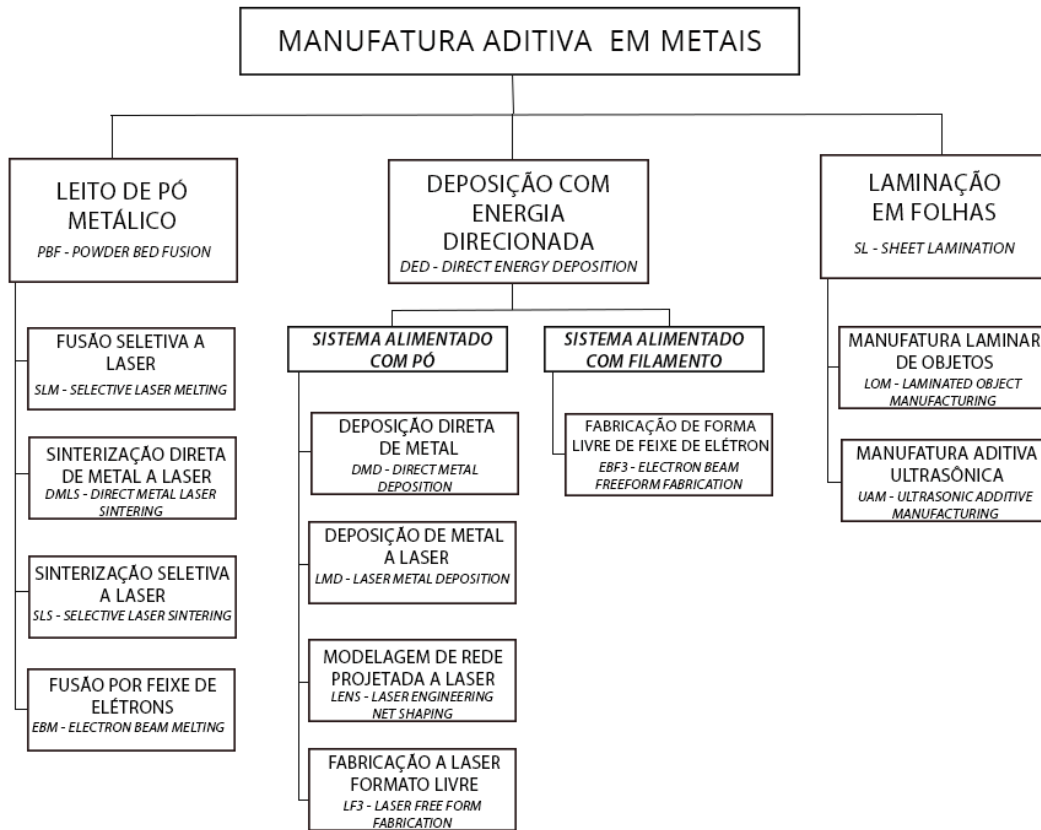 MANUFATURA ADITIVA EM METAIS
LEITO DE PÓ
METÁLICO
PBF - POWDER BED FUSION
FUSÃO SELETIVA A
LASER
SLM - SELECTIVE LASER MELTING
SINTERIZAÇÃO DIRETA
DE METAL A LASER
DMLS - DIRECT METAL LASER
SINTERING
SINTERIZAÇÃO SELETIVA
A LASER
SLS - SELECTIVE LASER SINTERING
FUSÃO POR FEIXE DE
ELÉTRONS
EBM - ELECTRON BEAM MELTING
DEPOSIÇÃO COM
ENERGIA
DIRECIONADA
DED - DIRECT ENERGY DEPOSITION
SISTEMA ALIMENTADO
COM PÓ
DEPOSIÇÃO DIRETA
DE METAL
DMD - DIRECT METAL
DEPOSITION
DEPOSIÇÃO DE METAL
A LASER
LMD - LASER METAL DEPOSITION
MODELAGEM DE REDE
PROJETADA A LASER
LENS - LASER ENGINEERING
NET SHAPING
FABRICAÇÃO A LASER
FORMATO LIVRE
LF3 - LASER FREE FORM
FABRICATION
SISTEMA ALIMENTADO
COM FILAMENTO
FABRICAÇÃO DE FORMA
LIVRE DE FEIXE DE ELÉTRON
EBF3 - ELECTRON BEAM
FREEFORM FABRICATION
LAMINAÇÃO
EM FOLHAS
SL - SHEET LAMINATION
MANUFATURA LAMINAR
DE OBJETOS
LOM - LAMINATED OBJECT
MANUFACTURING
MANUFATURA ADITIVA
ULTRASÔNICA
UAM - ULTRASONIC ADDITIVE
MANUFACTURING